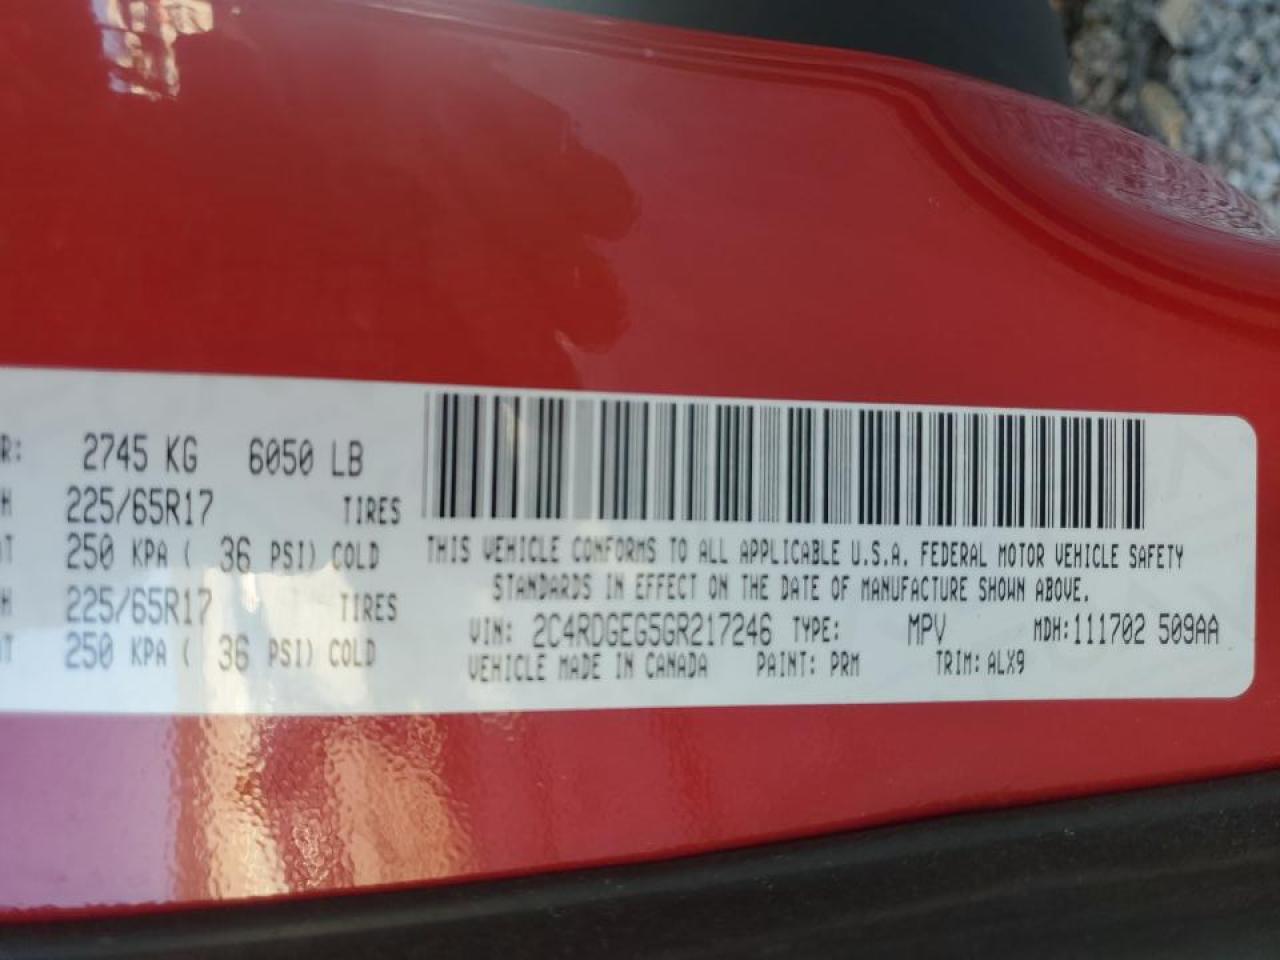 R: 2745 KG 6050 LB
H 225/65R17 TIRES
AT 250 KPA ( 36 PSI) COLD
H 225/65R17 TIRES
AT 250 KPA ( 36 PSI) COLD
THIS VEHICLE CONFORMS TO ALL APPLICABLE U.S.A. FEDERAL MOTOR VEHICLE SAFETY
STANDARDS IN EFFECT ON THE DATE OF MANUFACTURE SHOWN ABOVE.
VIN: 2C4RDGEG5GR217246 TYPE: MPV MDH:111702 509AA
VEHICLE MADE IN CANADA PAINT: PRM TRIM:ALX9